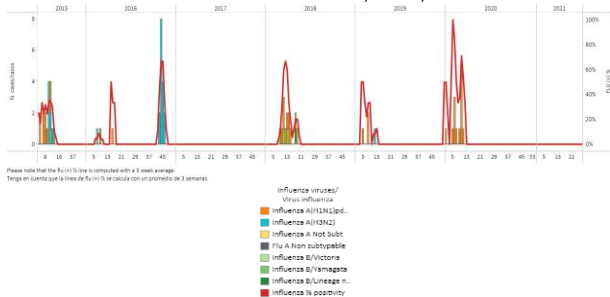 2015 2016 2017 2018 2019 2020 2021
8 100%
6 80%
60%
4
40%
2 20%
0 0%
N. cases/casos
% Flu (+)
8 16 37 5 13 21 29 37 45 5 13 21 29 37 45 5 13 21 29 37 45 5 13 21 29 37 45 5 13 21 29 37 45 53 5 13 21
Please note that the flu (+) % line is computed with a 3 week average.
Tenga en cuenta que la línea de flu (+) % se calcula con un promedio de 3 semanas.
Influenza viruses/
Virus influenza
Influenza A(H1N1)pd..
Influenza A(H3N2)
Influenza A Not Subt
Flu A Non subtypable
Influenza B/Victoria
Influenza B/Yamagata
Influenza B/Lineage n..
Influenza % positivity